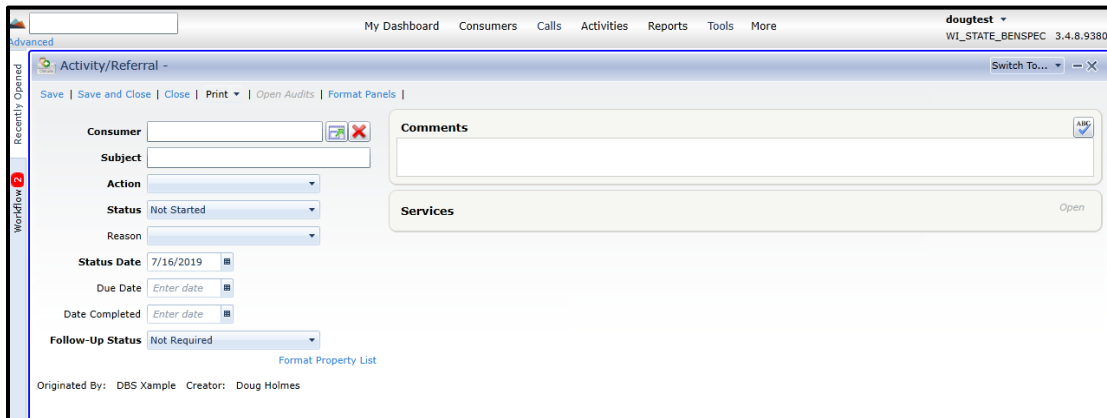 My Dashboard Consumers Calls Activities Reports Tools More
dougtest
Advanced
WI_STATE_BENSPEC 3.4.8.9380
Recently Opened
Workflow 2
Activity/Referral -
Switch To...
Save | Save and Close | Close | Print | Open Audits | Format Panels |
Consumer
Subject
Action
Status Not Started
Reason
Status Date 7/16/2019
Due Date Enter date
Date Completed Enter date
Follow-Up Status Not Required
Format Property List
Originated By: DBS Xample Creator: Doug Holmes
Comments
ABC
Services
Open